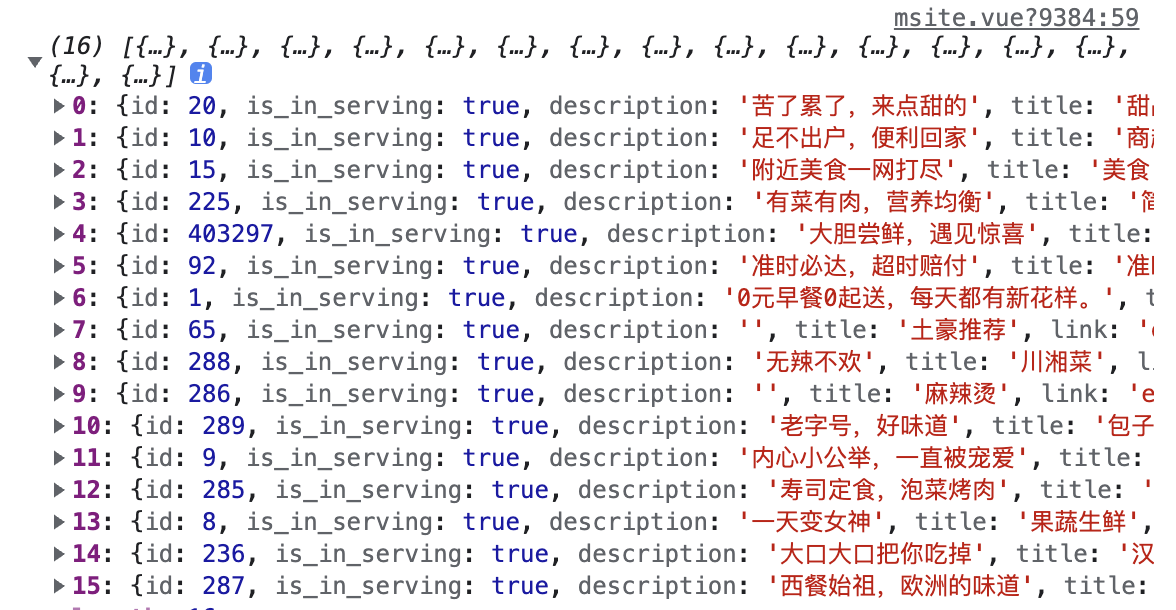 msite.vue?9384:59
(16) [{…}, {…}, {…}, {…}, {…}, {…}, {…}, {…}, {…}, {…}, {…}, {…}, {…}, {…},
{…}, {…}] i
0: {id: 20, is_in_serving: true, description: '苦了累了，来点甜的', title: '甜
1: {id: 10, is_in_serving: true, description: '足不出户，便利回家', title: '商
2: {id: 15, is_in_serving: true, description: '附近美食一网打尽', title: '美食
3: {id: 225, is_in_serving: true, description: '有菜有肉，营养均衡', title: '简
4: {id: 403297, is_in_serving: true, description: '大胆尝鲜，遇见惊喜', title:
5: {id: 92, is_in_serving: true, description: '准时必达，超时赔付', title: '准
6: {id: 1, is_in_serving: true, description: '0元早餐0起送，每天都有新花样。',
7: {id: 65, is_in_serving: true, description: '', title: '土豪推荐', link: '
8: {id: 288, is_in_serving: true, description: '无辣不欢', title: '川湘菜',
9: {id: 286, is_in_serving: true, description: '', title: '麻辣烫', link: 'e
10: {id: 289, is_in_serving: true, description: '老字号，好味道', title: '包子
11: {id: 9, is_in_serving: true, description: '内心小公举，一直被宠爱', title:
12: {id: 285, is_in_serving: true, description: '寿司定食，泡菜烤肉', title: '
13: {id: 8, is_in_serving: true, description: '一天变女神', title: '果蔬生鲜',
14: {id: 236, is_in_serving: true, description: '大口大口把你吃掉', title: '汉
15: {id: 287, is_in_serving: true, description: '西餐始祖，欧洲的味道', title: